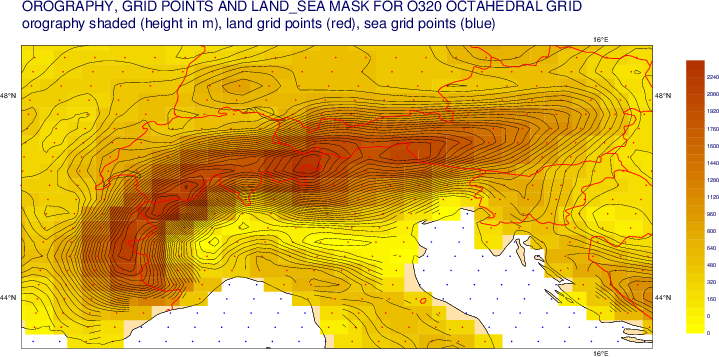 OROGRAPHY, GRID POINTS AND LAND_SEA MASK FOR O320 OCTAHEDRAL GRID
orography shaded (height in m), land grid points (red), sea grid points (blue)
16°E
48°N
48°N
44°N
44°N
16°E
2240
2080
1920
1760
1600
1440
1280
1120
960
800
640
480
320
160
0
0